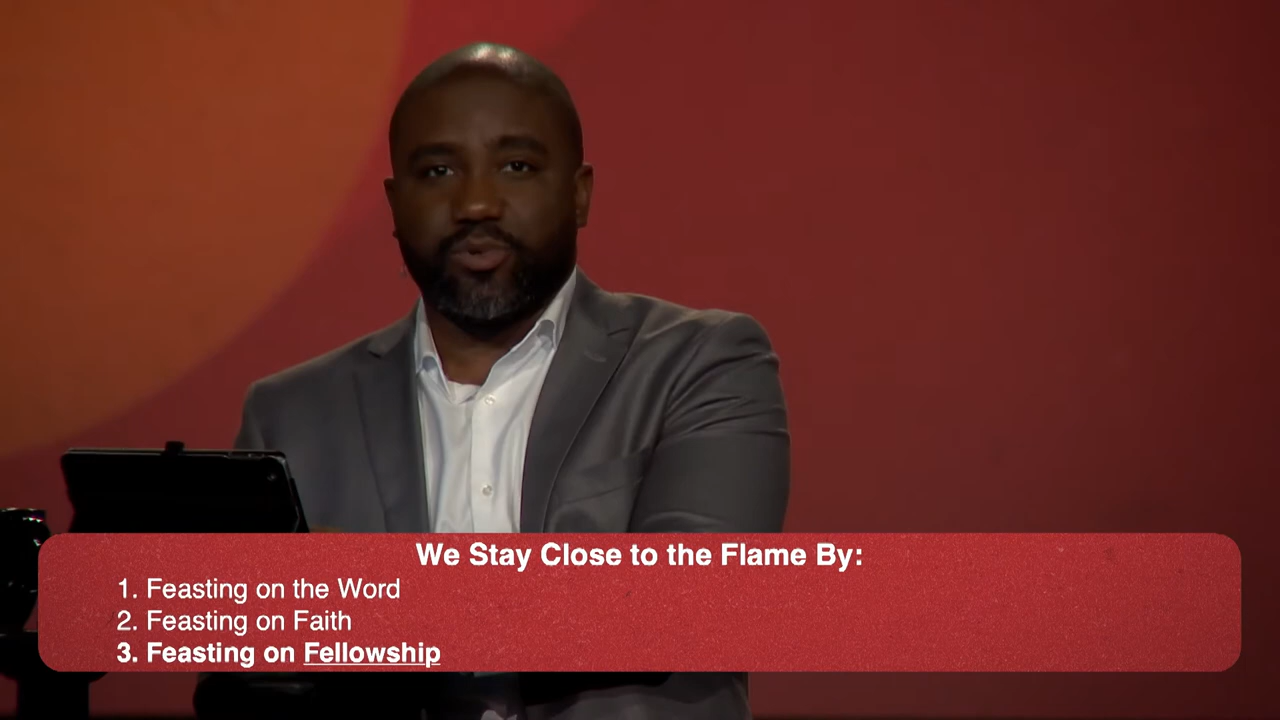 We Stay Close to the Flame By:
1. Feasting on the Word
2. Feasting on Faith
3. Feasting on Fellowship